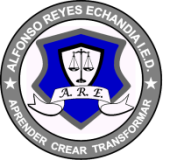 ALFONSO REYES ECHANDIA I.E.D.
A.R.E
APRENDER CREAR TRANSFORMAR